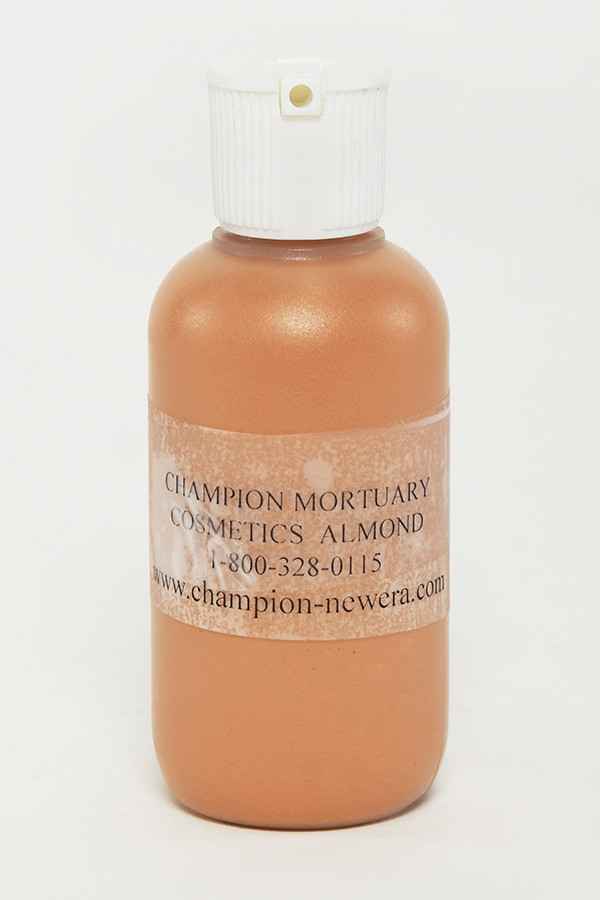 CHAMPION MORTUARY
COSMETICS ALMOND
1-800-328-0115
www.champion-newera.com